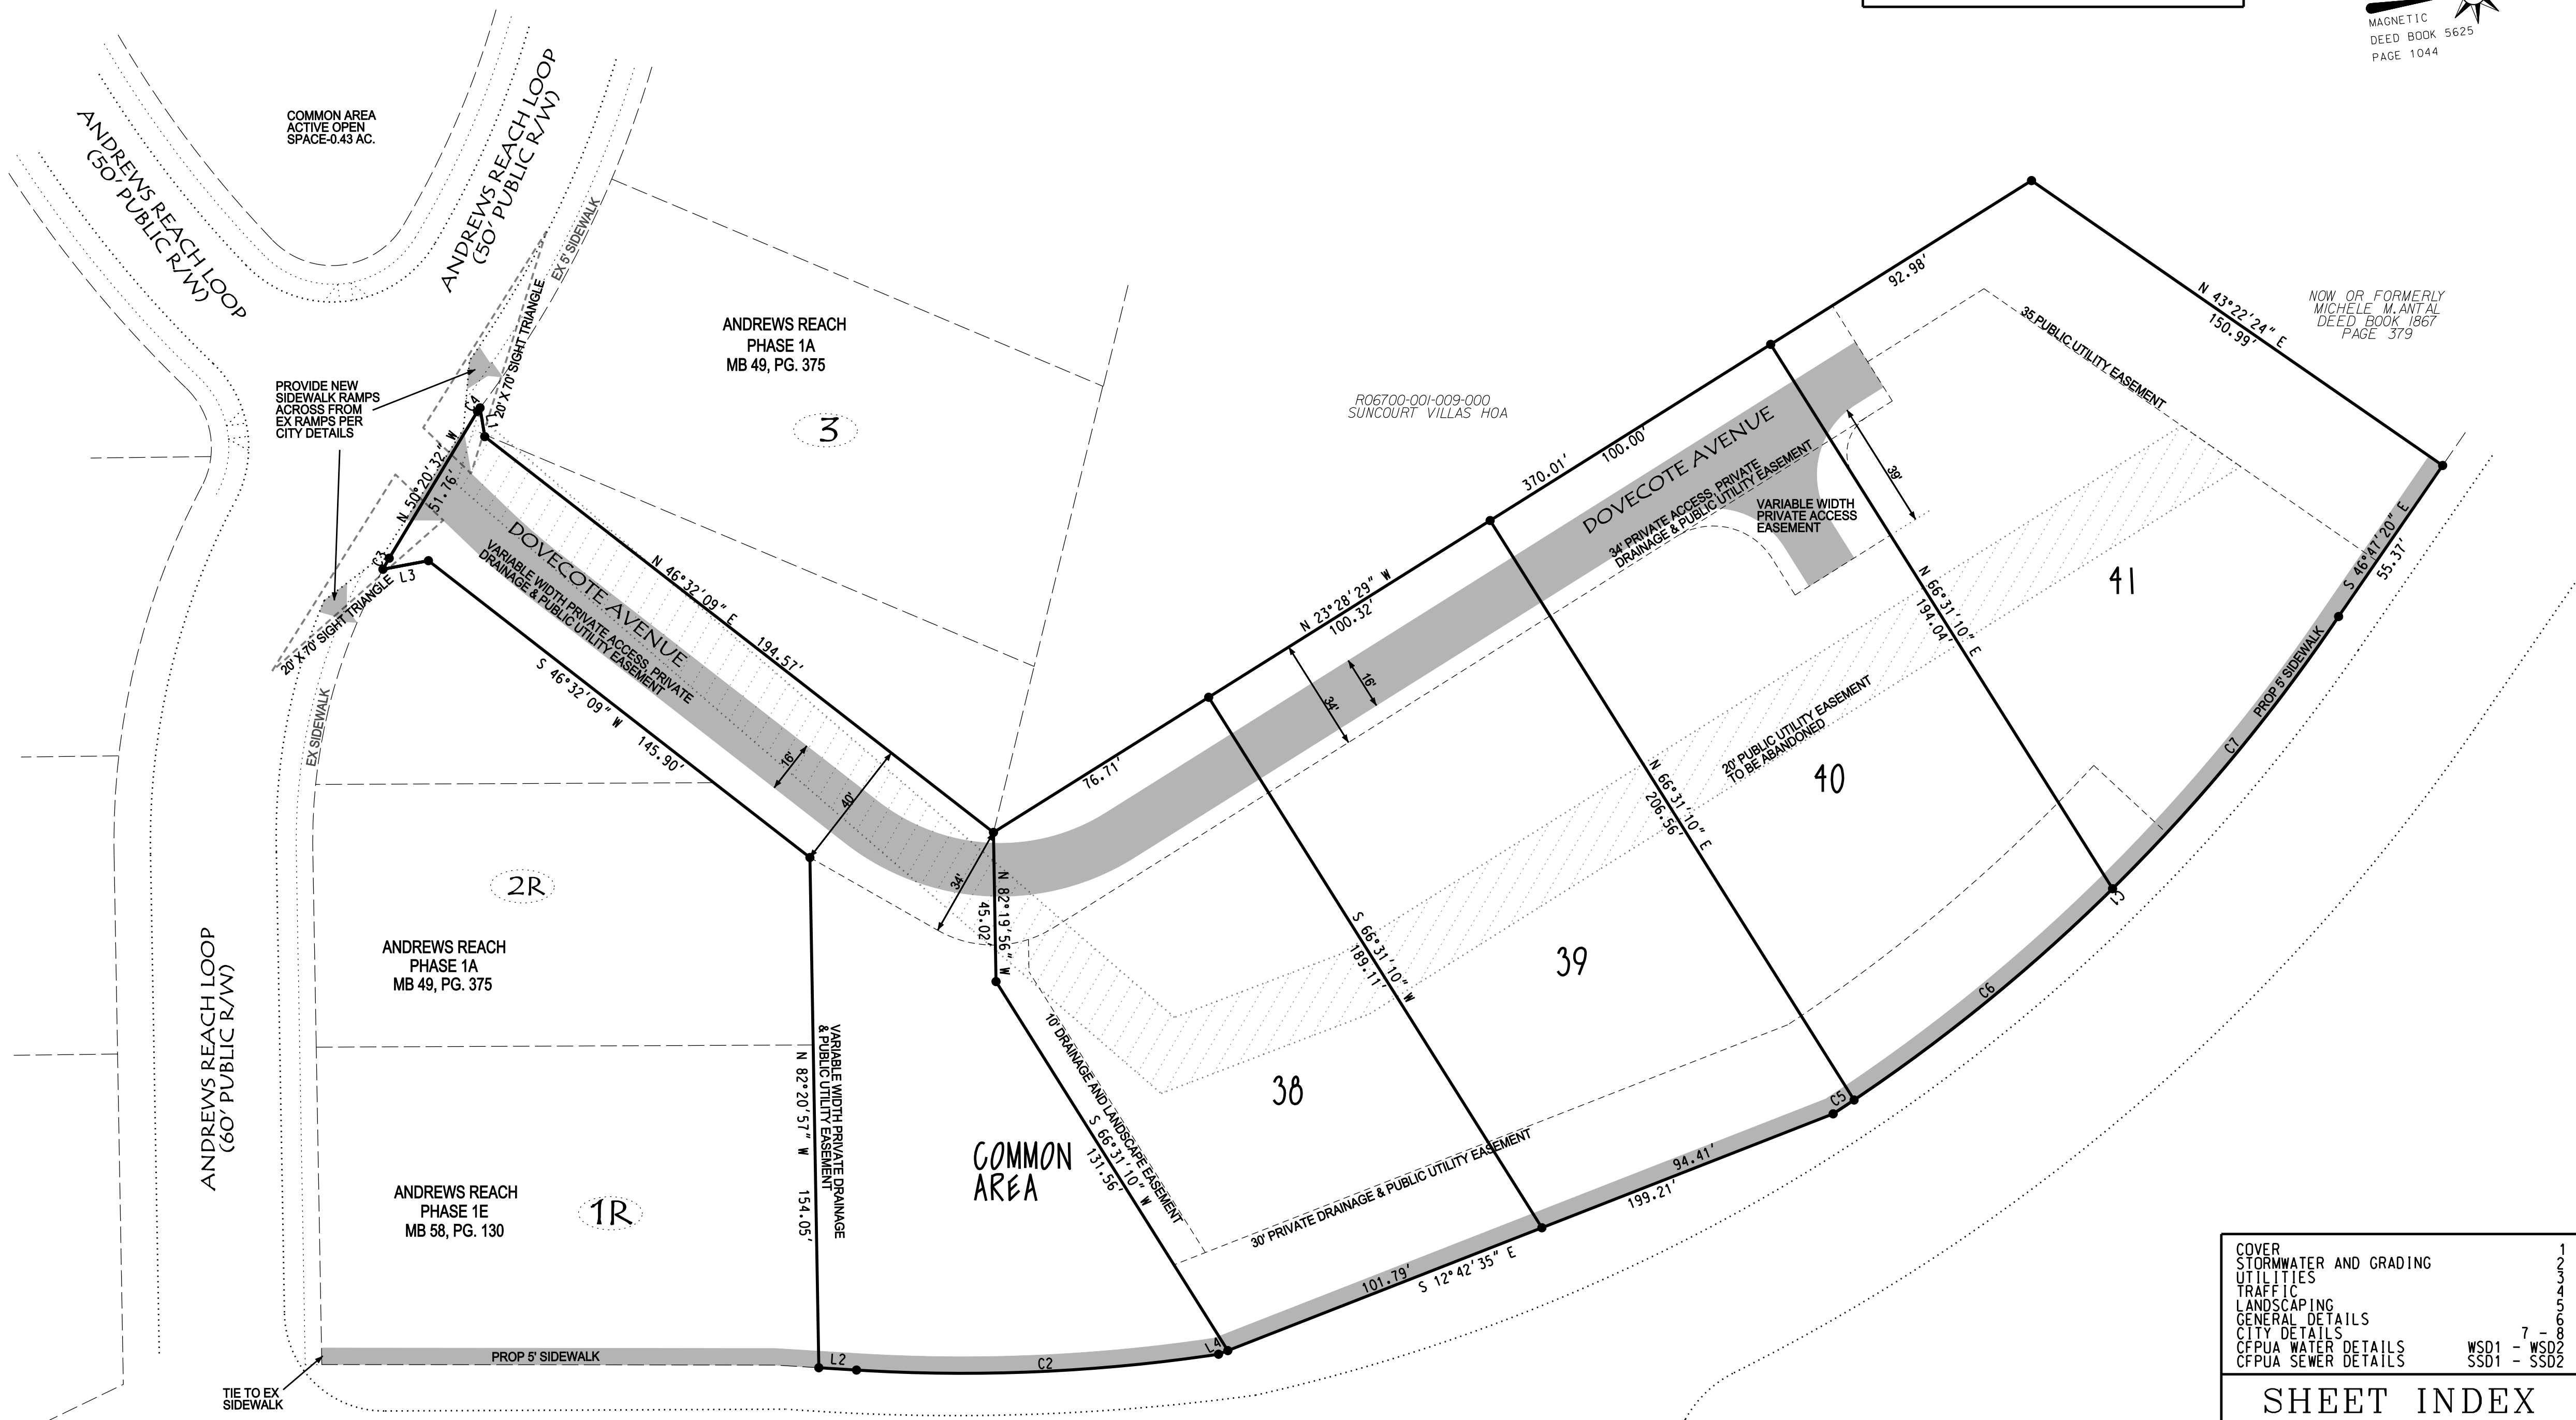 MAGNETIC
DEED BOOK 5625
PAGE 1044
COMMON AREA
ACTIVE OPEN
SPACE-0.43 AC.
ANDREWS REACH LOOP
(50' PUBLIC R/W)
ANDREWS REACH LOOP
(50' PUBLIC R/W)
EX 5' SIDEWALK
20' X 70' SIGHT TRIANGLE
ANDREWS REACH
PHASE 1A
MB 49, PG. 375
3
PROVIDE NEW
SIDEWALK RAMPS
ACROSS FROM
EX RAMPS PER
CITY DETAILS
C4
L1
N 50°20'32" W
51.76'
C3
L3
20' X 70' SIGHT TRIANGLE
EX SIDEWALK
DOVECOTE AVENUE
VARIABLE WIDTH PRIVATE ACCESS, PRIVATE
DRAINAGE & PUBLIC UTILITY EASEMENT
N 46°32'09" E 194.57'
S 46°32'09" W 145.90'
16'
40'
34'
N 82°19'56" W
45.02'
76.71'
N 23°28'29" W
100.32'
370.01'
100.00'
92.98'
R06700-001-009-000
SUNCOURT VILLAS HOA
NOW OR FORMERLY
MICHELE M.ANTAL
DEED BOOK 1867
PAGE 379
N 43°22'24" E
150.99'
35 PUBLIC UTILITY EASEMENT
DOVECOTE AVENUE
34' PRIVATE ACCESS, PRIVATE
DRAINAGE & PUBLIC UTILITY EASEMENT
VARIABLE WIDTH
PRIVATE ACCESS
EASEMENT
39'
16'
34'
41
S 46°47'20" E
55.37'
PROP 5' SIDEWALK
C7
N 66°31'10" E
194.04'
C1
20' PUBLIC UTILITY EASEMENT
TO BE ABANDONED
40
N 66°31'10" E
206.56'
C6
39
S 66°31'10" W
189.11'
C5
38
10' DRAINAGE AND LANDSCAPE EASEMENT
S 66°31'10" W
131.56'
30' PRIVATE DRAINAGE & PUBLIC UTILITY EASEMENT
94.41'
199.21'
101.79'
S 12°42'35" E
2R
ANDREWS REACH
PHASE 1A
MB 49, PG. 375
ANDREWS REACH LOOP
(60' PUBLIC R/W)
ANDREWS REACH
PHASE 1E
MB 58, PG. 130
1R
N 82°20'57" W 154.05'
VARIABLE WIDTH PRIVATE DRAINAGE
& PUBLIC UTILITY EASEMENT
COMMON
AREA
PROP 5' SIDEWALK
L2
C2
L4
TIE TO EX
SIDEWALK
COVER 1
STORMWATER AND GRADING 2
UTILITIES 3
TRAFFIC 4
LANDSCAPING 5
GENERAL DETAILS 6
CITY DETAILS 7 - 8
CFPUA WATER DETAILS WSD1 - WSD2
CFPUA SEWER DETAILS SSD1 - SSD2
SHEET INDEX